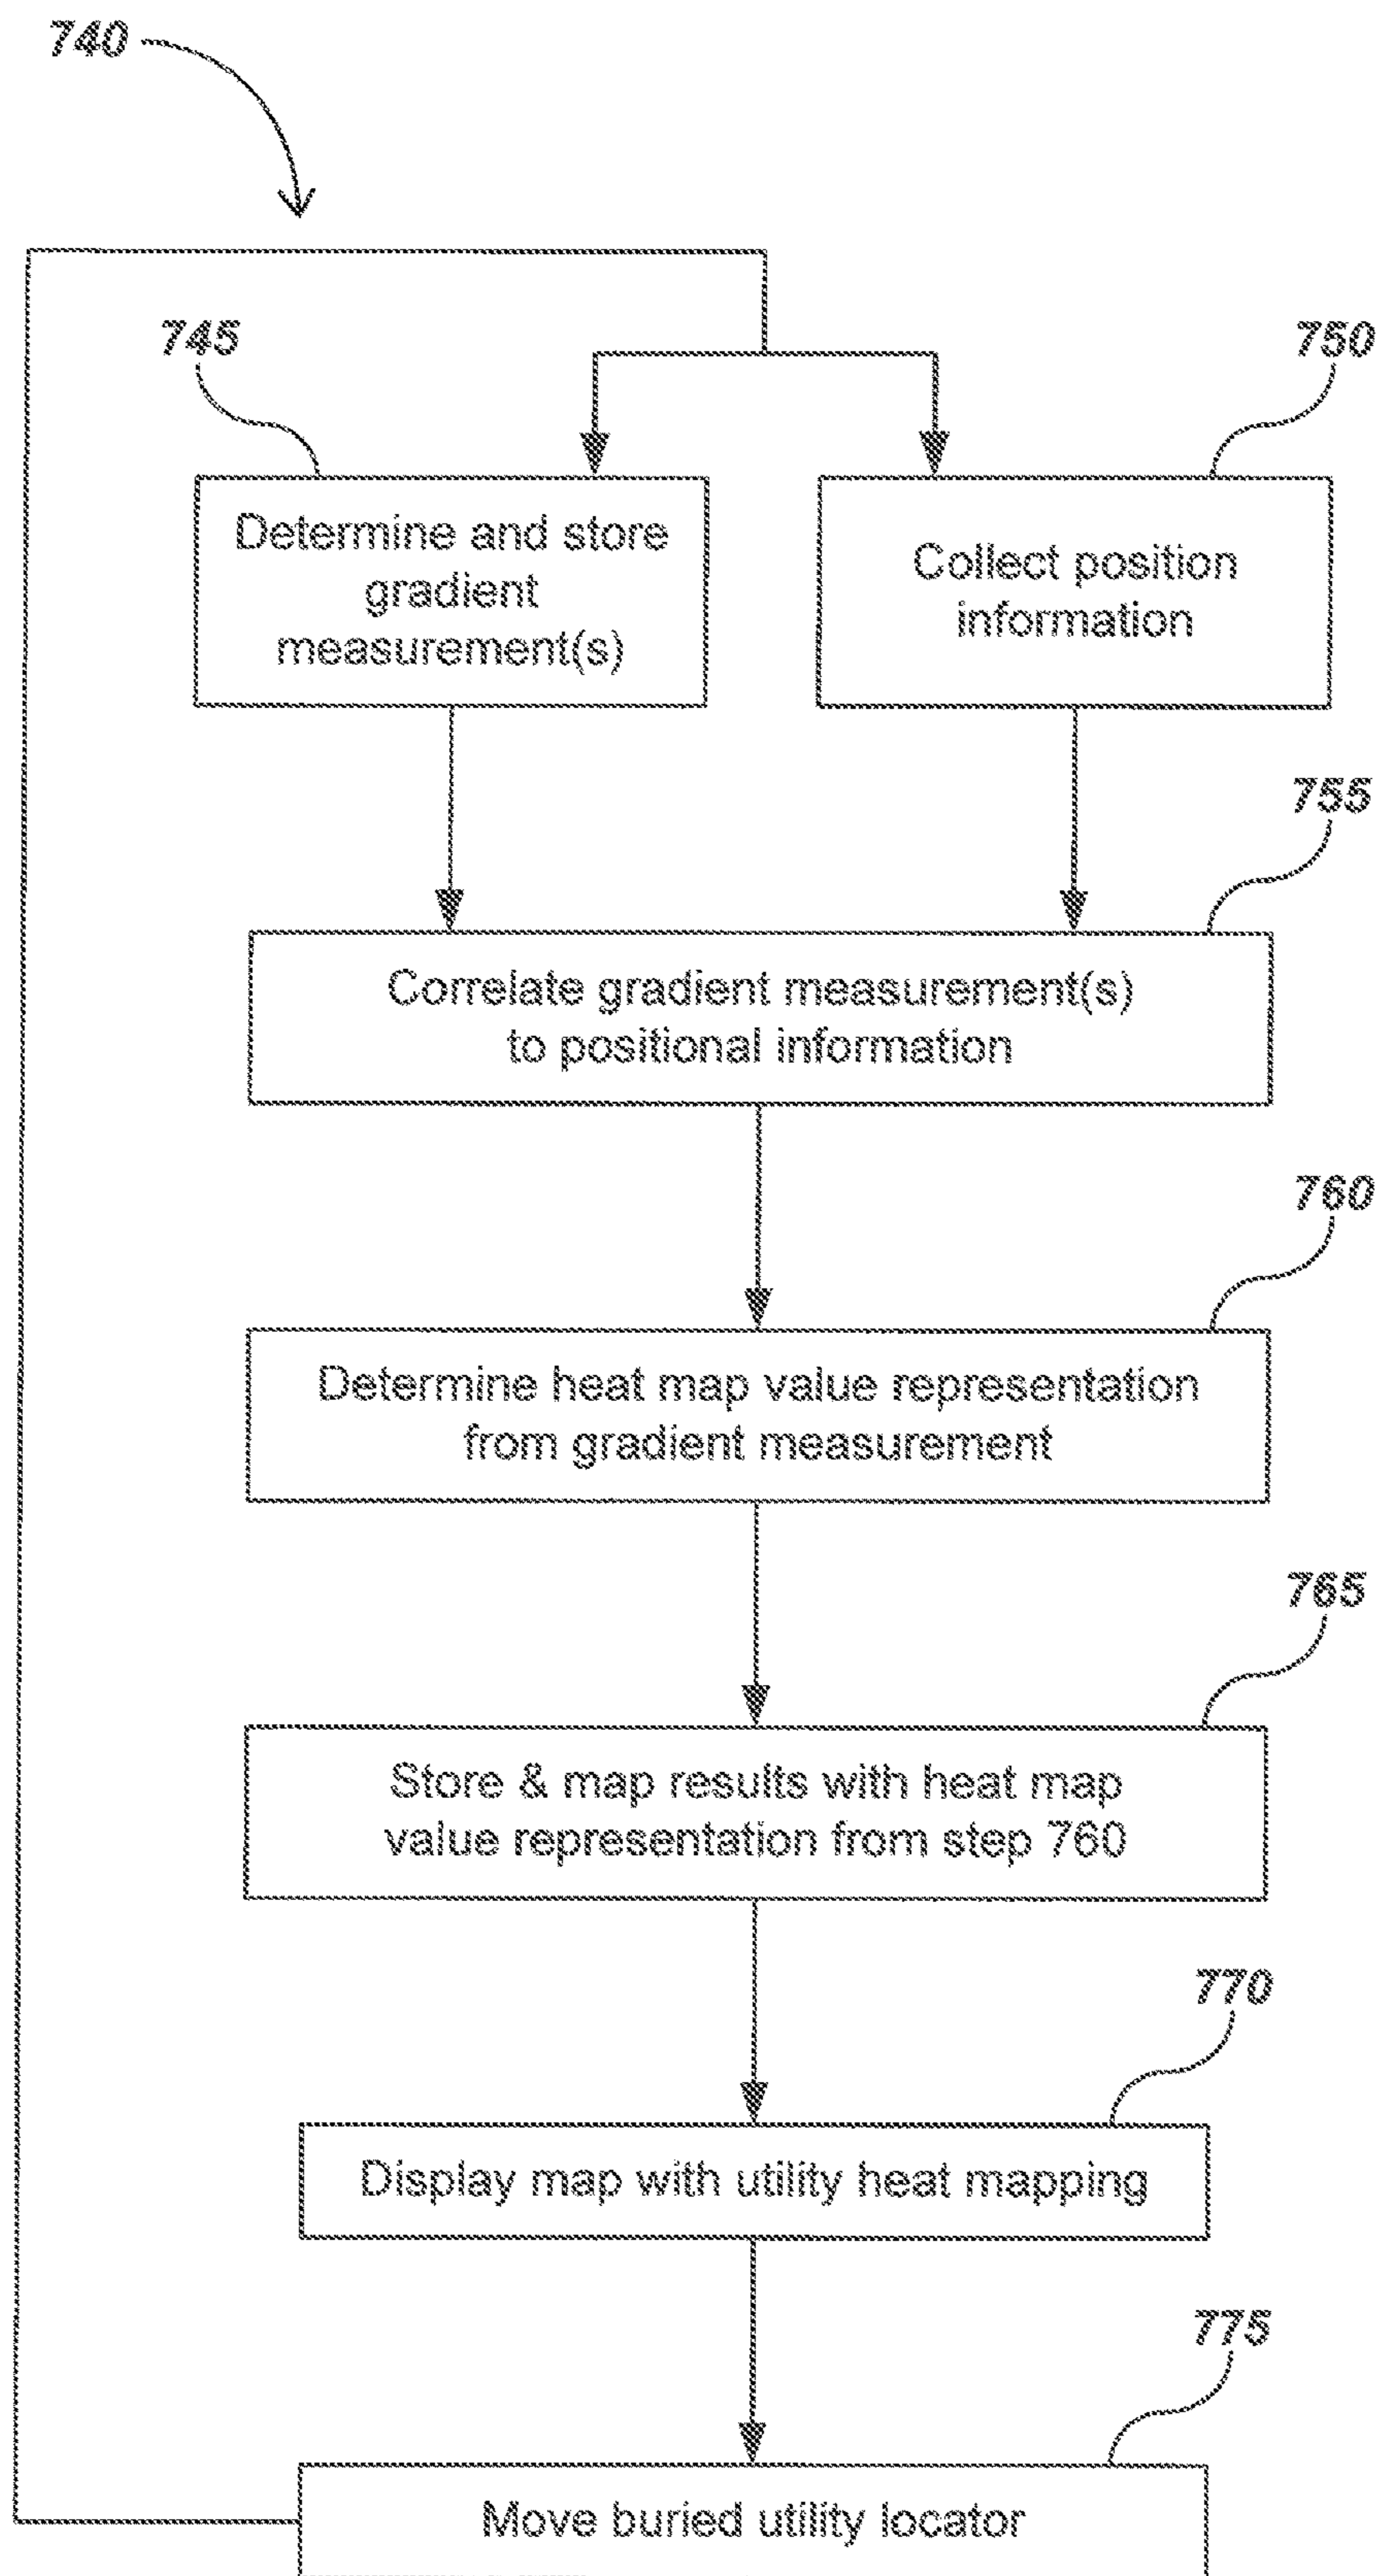 740
745
750
Determine and store
gradient
measurement(s)
Collect position
information
755
Correlate gradient measurement(s)
to positional information
760
Determine heat map value representation
from gradient measurement
765
Store & map results with heat map
value representation from step 760
770
Display map with utility heat mapping
775
Move buried utility locator